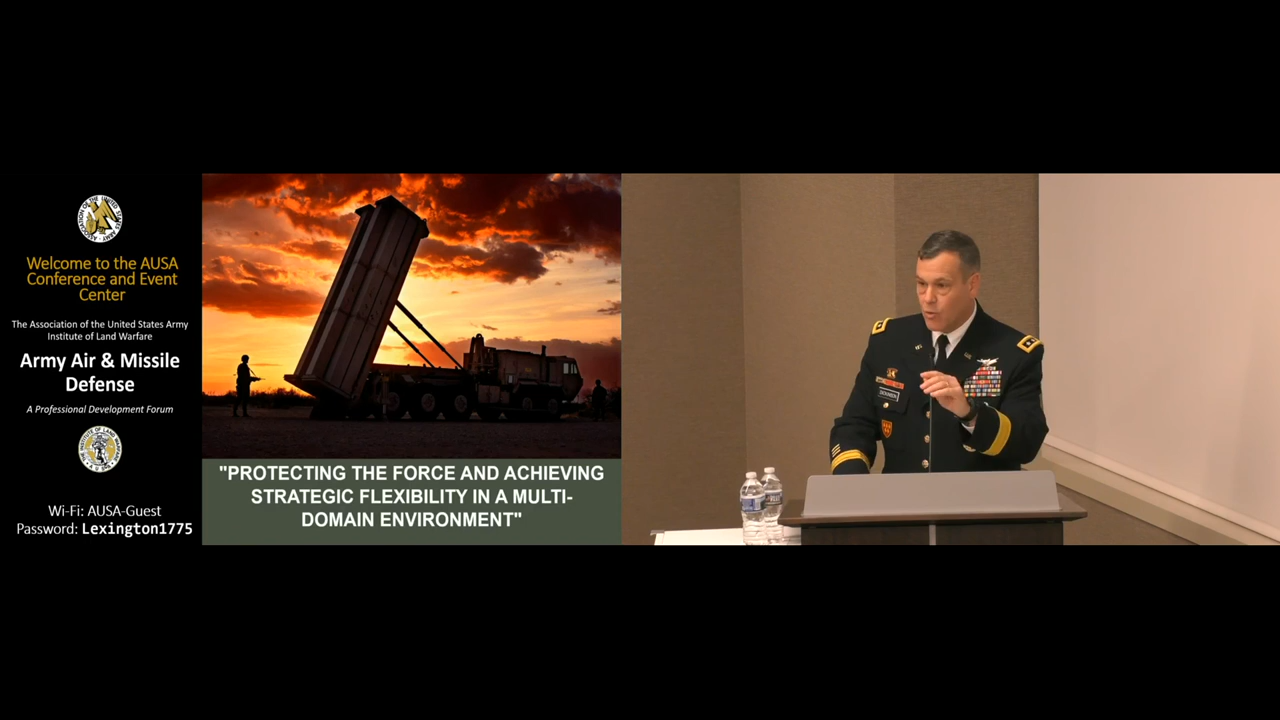 Welcome to the AUSA
Conference and Event
Center
The Association of the United States Army
Institute of Land Warfare
Army Air & Missile
Defense
A Professional Development Forum
Wi-Fi: AUSA-Guest
Password: Lexington1775
"PROTECTING THE FORCE AND ACHIEVING
STRATEGIC FLEXIBILITY IN A MULTI-
DOMAIN ENVIRONMENT"